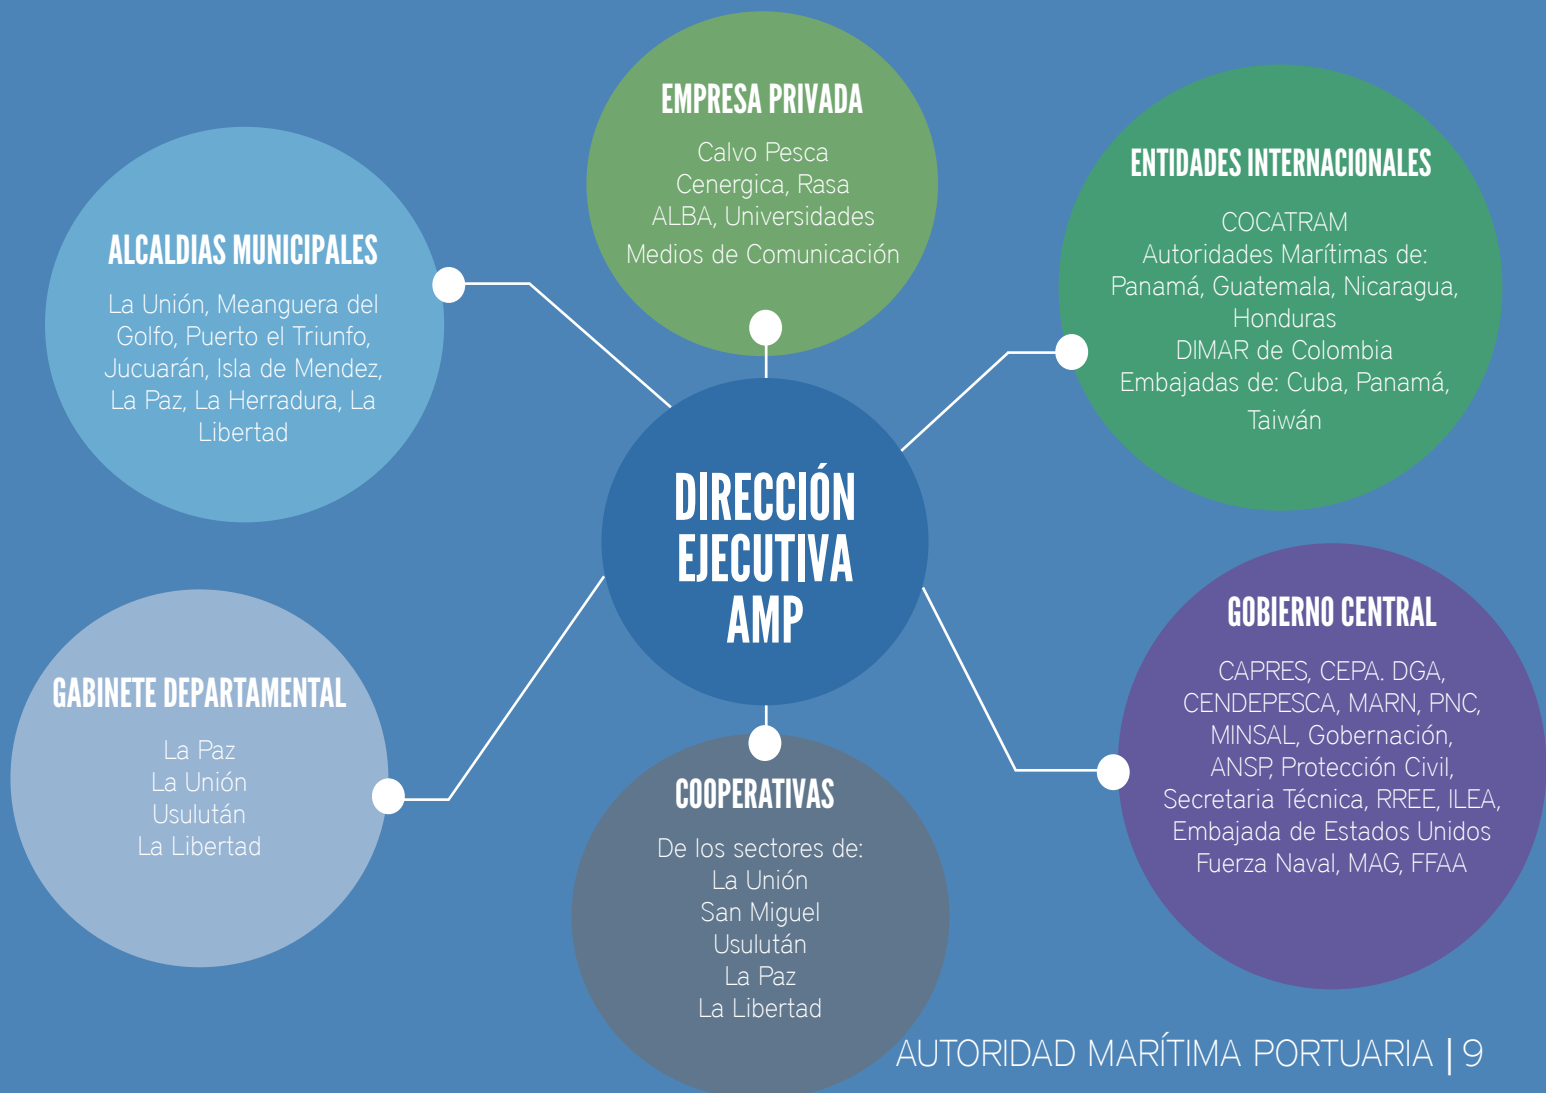 EMPRESA PRIVADA
Calvo Pesca
Cenergica, Rasa
ALBA, Universidades
Medios de Comunicación
ENTIDADES INTERNACIONALES
COCATRAM
Autoridades Marítimas de:
Panamá, Guatemala, Nicaragua,
Honduras
DIMAR de Colombia
Embajadas de: Cuba, Panamá,
Taiwán
ALCALDIAS MUNICIPALES
La Unión, Meanguera del
Golfo, Puerto el Triunfo,
Jucuarán, Isla de Mendez,
La Paz, La Herradura, La
Libertad
DIRECCIÓN
EJECUTIVA
AMP
GOBIERNO CENTRAL
CAPRES, CEPA. DGA,
CENDEPESCA, MARN, PNC,
MINSAL, Gobernación,
ANSP, Protección Civil,
Secretaria Técnica, RREE, ILEA,
Embajada de Estados Unidos
Fuerza Naval, MAG, FFAA
GABINETE DEPARTAMENTAL
La Paz
La Unión
Usulután
La Libertad
COOPERATIVAS
De los sectores de:
La Unión
San Miguel
Usulután
La Paz
La Libertad
AUTORIDAD MARÍTIMA PORTUARIA | 9